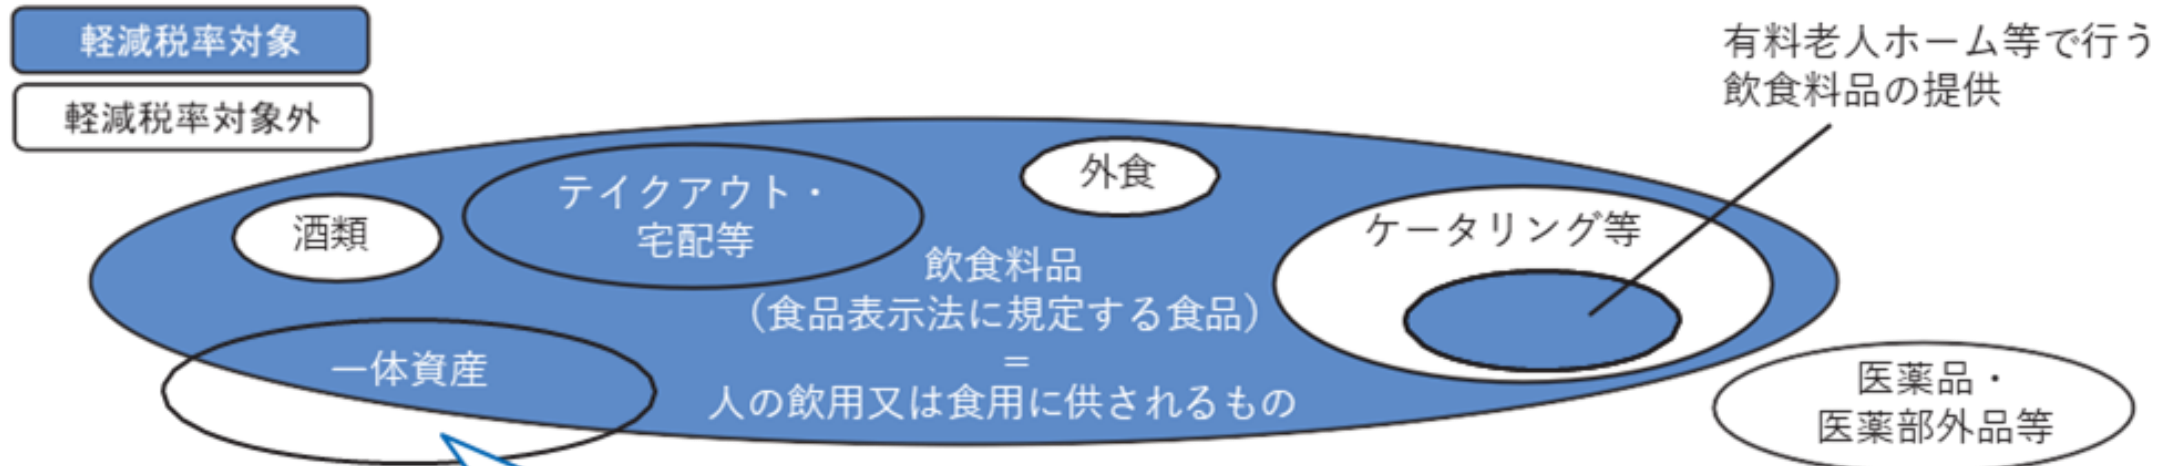 軽減税率対象
軽減税率対象外
有料老人ホーム等で行う
飲食料品の提供
酒類
テイクアウト・
宅配等
外食
ケータリング等
飲食料品
（食品表示法に規定する食品）
＝
人の飲用又は食用に供されるもの
一体資産
医薬品・
医薬部外品等